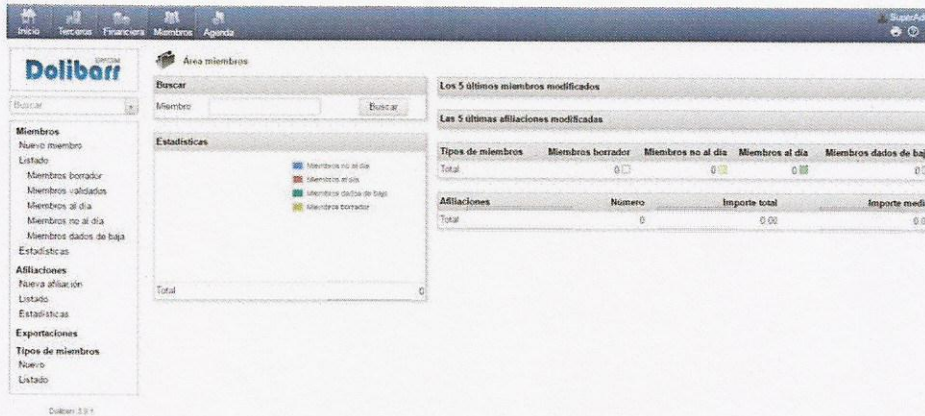 Inicio Terceros Financiera Miembros Agenda
SuperAd
Dolibarr
Buscar
Miembros
Nuevo miembro
Listado
Miembros borrador
Miembros validados
Miembros al día
Miembros no al día
Miembros dados de baja
Estadísticas
Afiliaciones
Nueva afiliación
Listado
Estadísticas
Exportaciones
Tipos de miembros
Nuevo
Listado
Área miembros
Buscar
Miembro Buscar
Estadísticas
Miembros no al día
Miembros al día
Miembros dados de baja
Miembros borrador
Total 0
Los 5 últimos miembros modificados
Las 5 últimas afiliaciones modificadas
Tipos de miembros Miembros borrador Miembros no al día Miembros al día Miembros dados de baj
Total 0 0 0 0
Afiliaciones Número Importe total Importe medi
Total 0 0.00 0.0